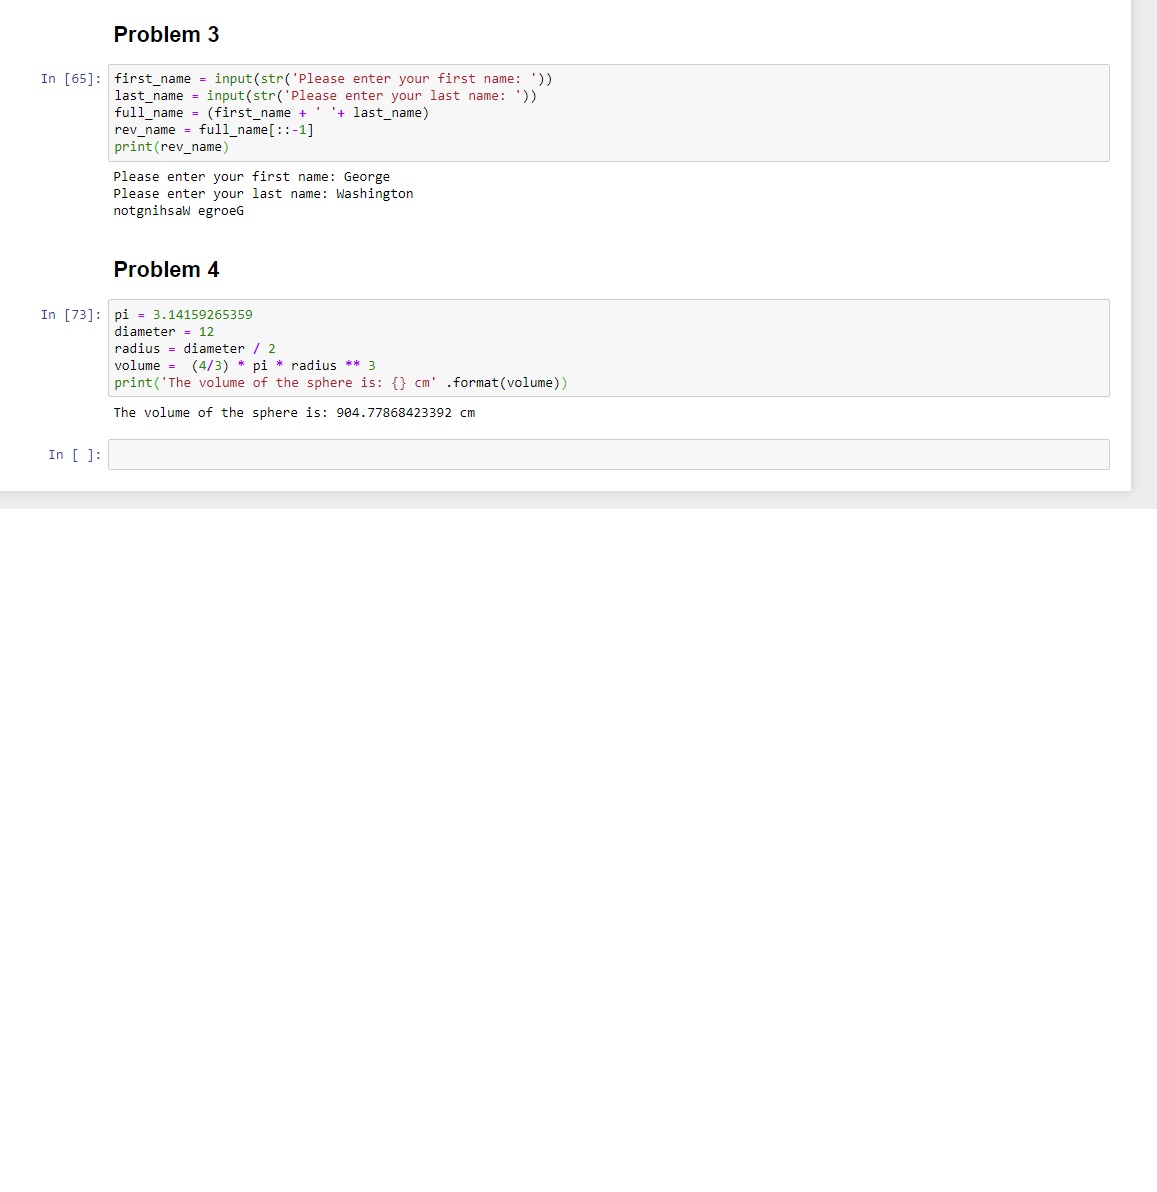 Problem 3
In [65]: first_name = input(str('Please enter your first name: '))
last_name = input(str('Please enter your last name: '))
full_name = (first_name + ' '+ last_name)
rev_name = full_name[::-1]
print(rev_name)
Please enter your first name: George
Please enter your last name: Washington
notgnihsaW egroeG
Problem 4
In [73]: pi = 3.14159265359
diameter = 12
radius = diameter / 2
volume =  (4/3) * pi * radius ** 3
print('The volume of the sphere is: {} cm' .format(volume))
The volume of the sphere is: 904.77868423392 cm
In [ ]: